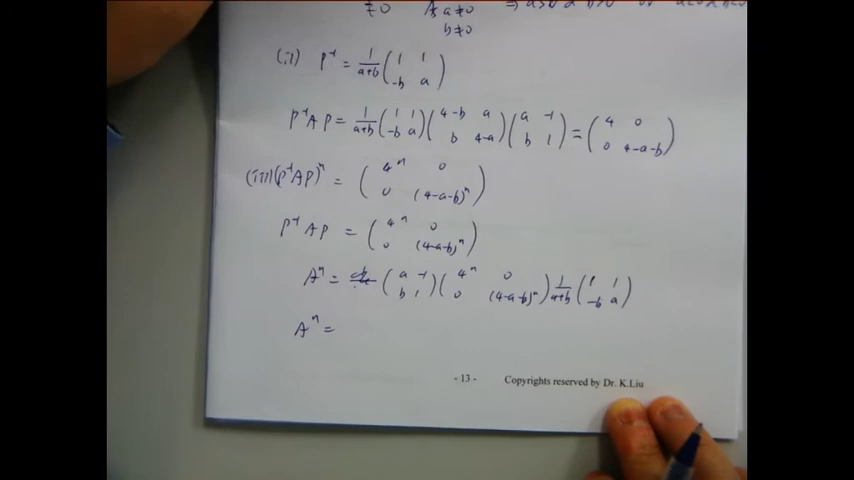 ≠0 As a≠0 ⇒
b≠0
(ii) P⁻¹ = 1/(a+b) ( 1 1 ; -b a )
P⁻¹AP = 1/(a+b) ( 1 1 ; -b a ) ( 4-b a ; b 4-a ) ( a -1 ; b 1 ) = ( 4 0 ; 0 4-a-b )
(iii) (P⁻¹AP)ⁿ = ( 4ⁿ 0 ; 0 (4-a-b)ⁿ )
P⁻¹AP = ( 4ⁿ 0 ; 0 (4-a-b)ⁿ )
Aⁿ = ( a -1 ; b 1 ) ( 4ⁿ 0 ; 0 (4-a-b)ⁿ ) 1/(a+b) ( 1 1 ; -b a )
Aⁿ =
- 13 - Copyrights reserved by Dr. K.Liu